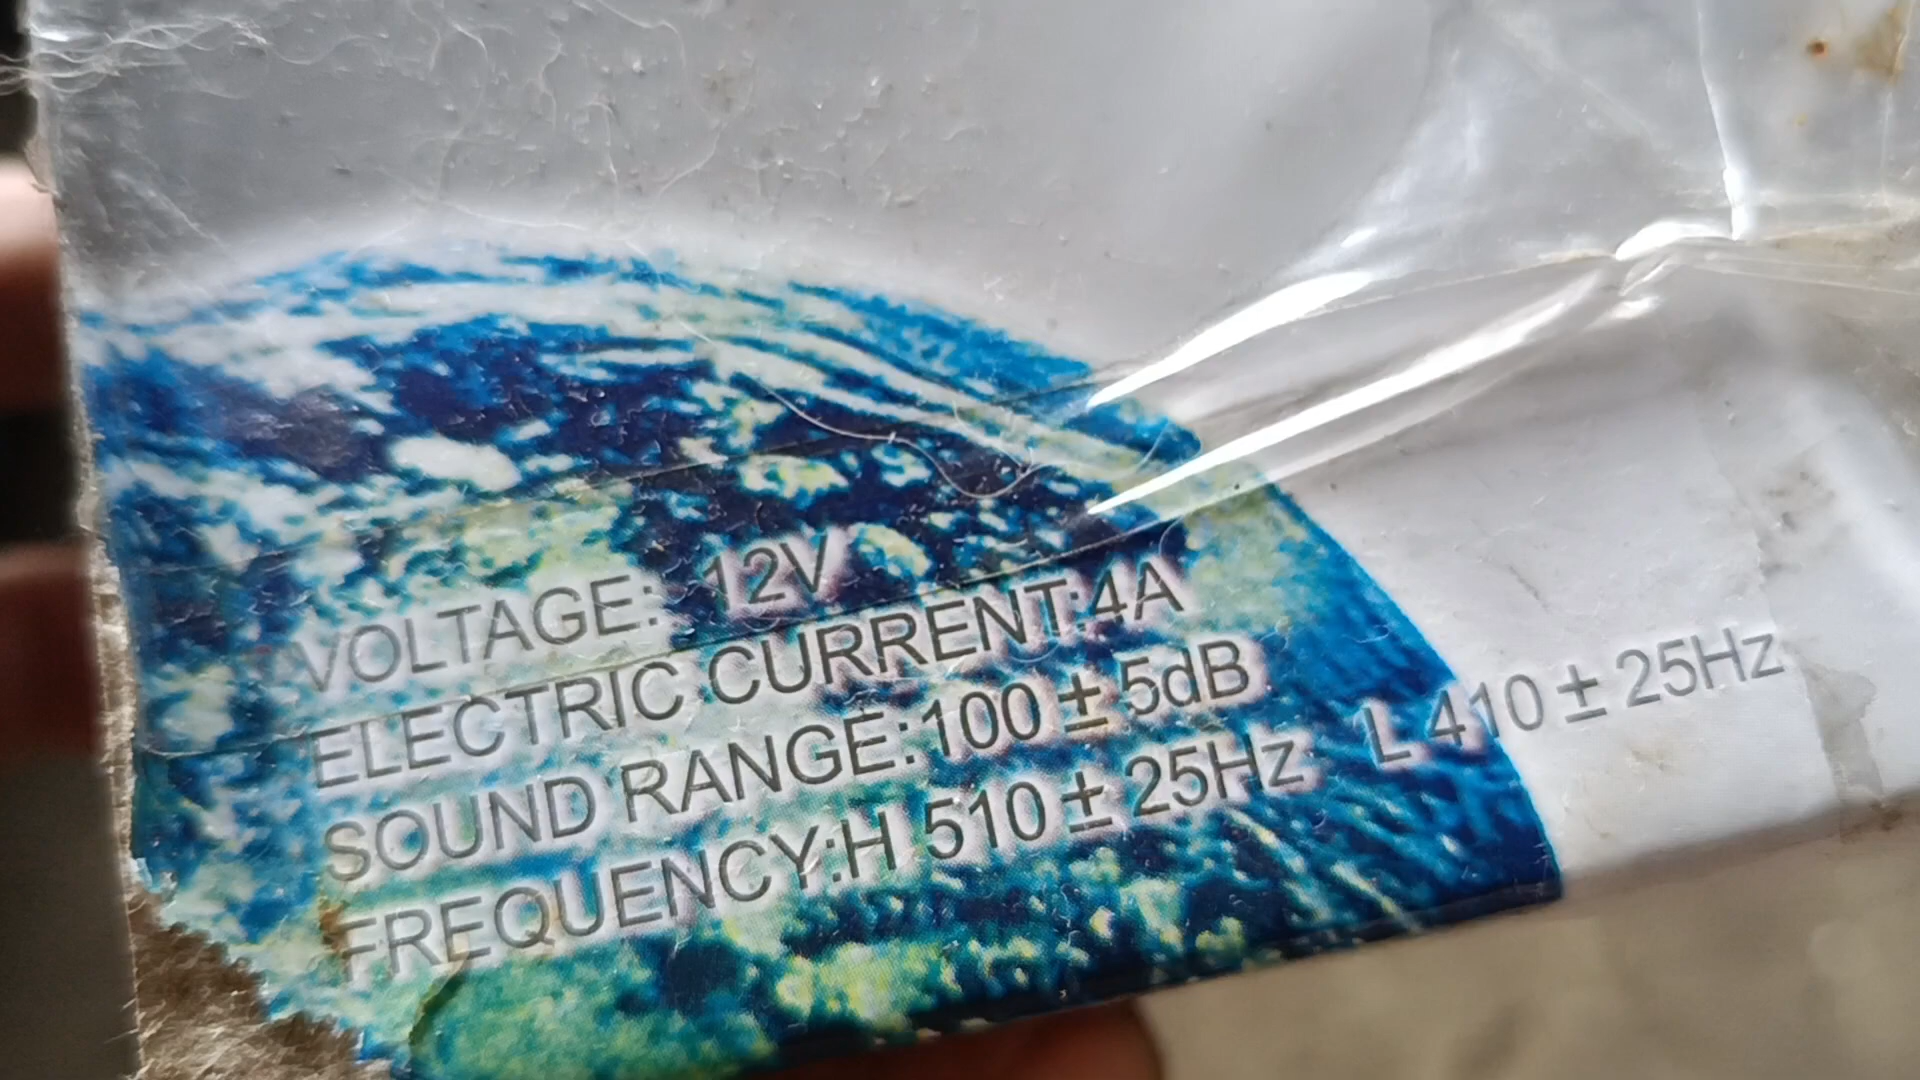 VOLTAGE: 12V
ELECTRIC CURRENT:4A
SOUND RANGE:100±5dB
FREQUENCY:H 510±25Hz L 410±25Hz